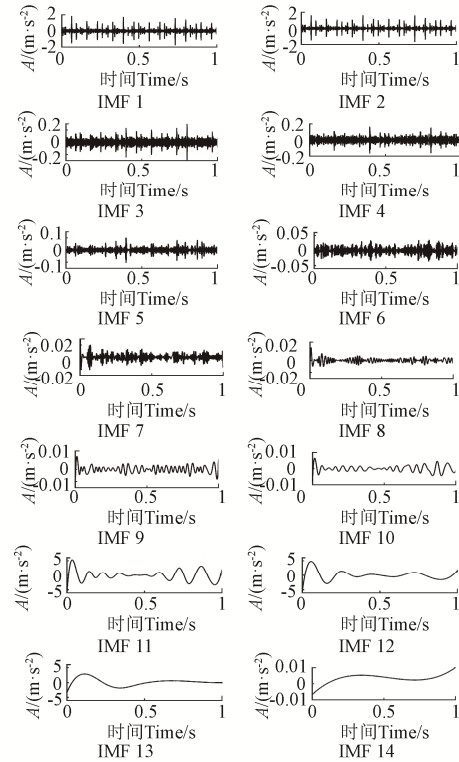 A/(m·s⁻²)
2
0
-2
0 0.5 1
时间Time/s
IMF 1
A/(m·s⁻²)
2
0
-2
0 0.5 1
时间Time/s
IMF 2
A/(m·s⁻²)
0.2
0
-0.2
0 0.5 1
时间Time/s
IMF 3
A/(m·s⁻²)
0.2
0
-0.2
0 0.5 1
时间Time/s
IMF 4
A/(m·s⁻²)
0.1
0
-0.1
0 0.5 1
时间Time/s
IMF 5
A/(m·s⁻²)
0.05
0
-0.05
0 0.5 1
时间Time/s
IMF 6
A/(m·s⁻²)
0.02
0
-0.02
0 0.5 1
时间Time/s
IMF 7
A/(m·s⁻²)
0.02
0
-0.02
0 0.5 1
时间Time/s
IMF 8
A/(m·s⁻²)
0.01
0
-0.01
0 0.5 1
时间Time/s
IMF 9
A/(m·s⁻²)
0.01
0
-0.01
0 0.5 1
时间Time/s
IMF 10
A/(m·s⁻²)
5
0
-5
0 0.5 1
时间Time/s
IMF 11
A/(m·s⁻²)
5
0
-5
0 0.5 1
时间Time/s
IMF 12
A/(m·s⁻²)
5
0
-5
0 0.5 1
时间Time/s
IMF 13
A/(m·s⁻²)
0.01
0
-0.01
0 0.5 1
时间Time/s
IMF 14